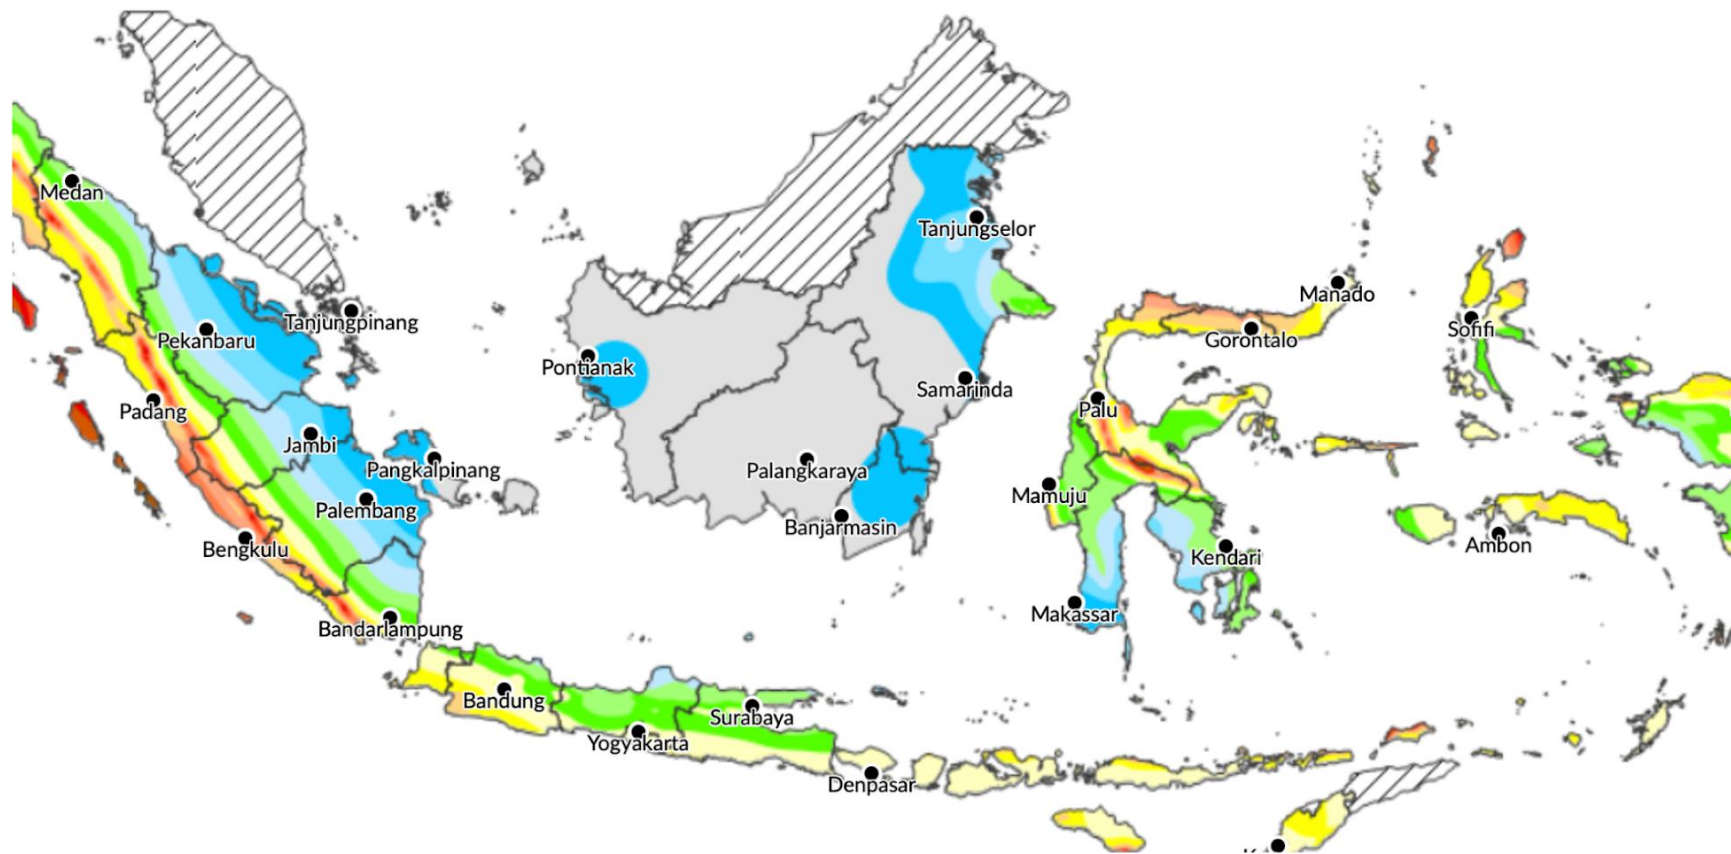 Medan
Tanjungselor
Manado
Tanjungpinang
Sofifi
Pekanbaru
Gorontalo
Pontianak
Samarinda
Padang
Palu
Jambi
Pangkalpinang
Palangkaraya
Mamuju
Palembang
Banjarmasin
Bengkulu
Ambon
Kendari
Makassar
Bandarlampung
Bandung
Surabaya
Yogyakarta
Denpasar